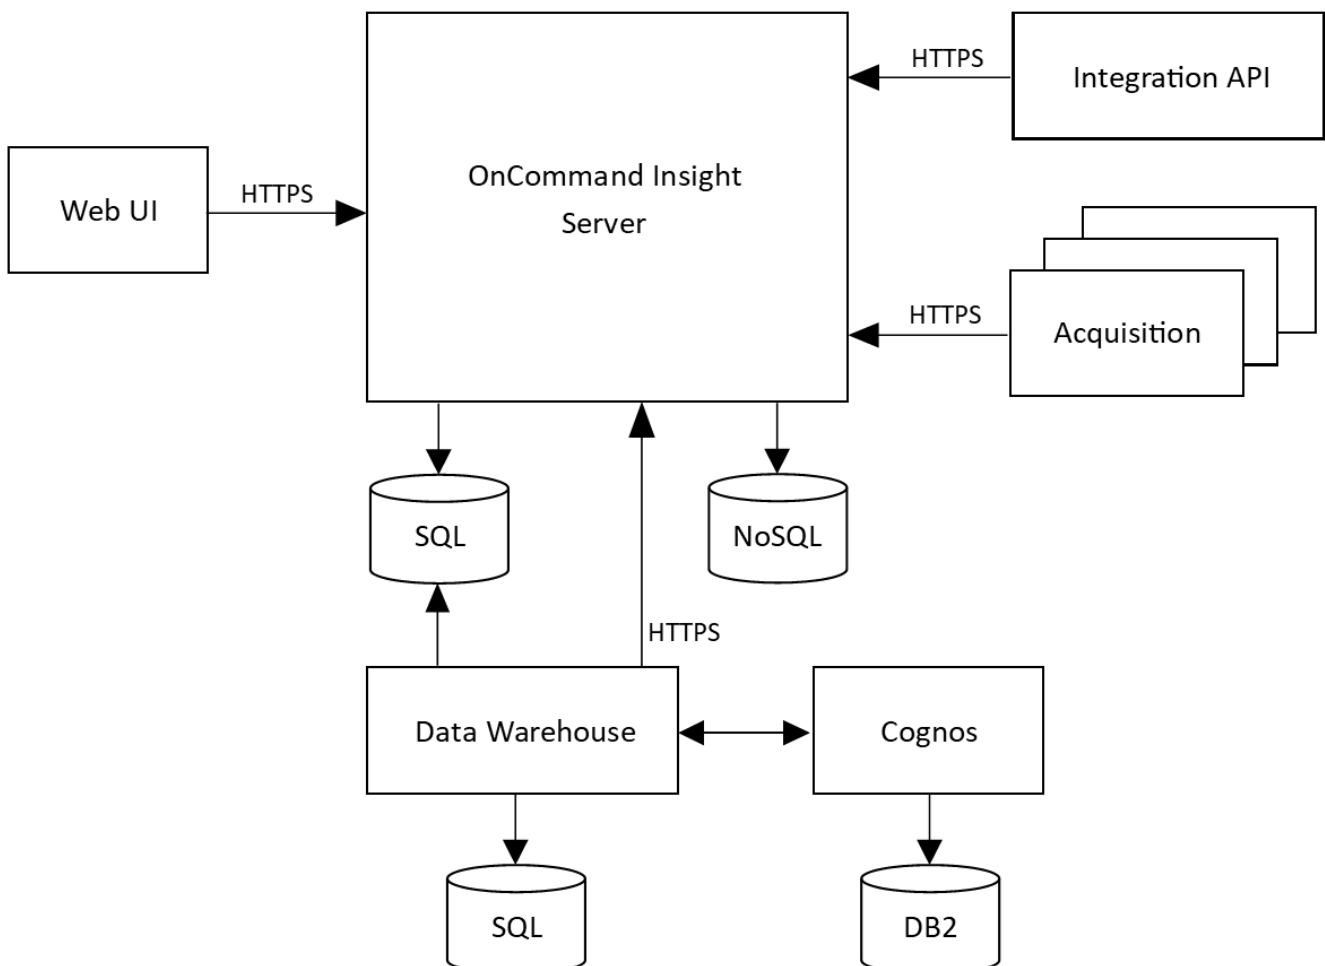 HTTPS
Integration API
Web UI
HTTPS
OnCommand Insight
Server
HTTPS
Acquisition
SQL
NoSQL
HTTPS
Data Warehouse
Cognos
SQL
DB2